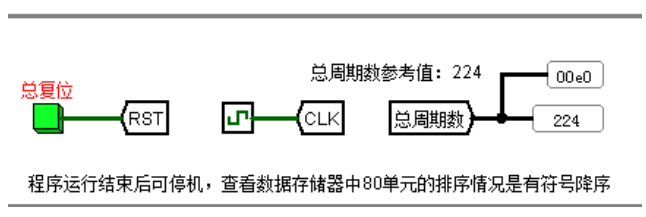 总周期数参考值：224
00e0
总复位
RST
CLK
总周期数
224
程序运行结束后可停机，查看数据存储器中80单元的排序情况是有符号降序